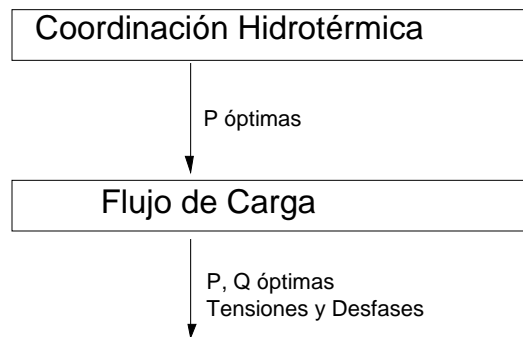 Coordinación Hidrotérmica
P óptimas
Flujo de Carga
P, Q óptimas
Tensiones y Desfases